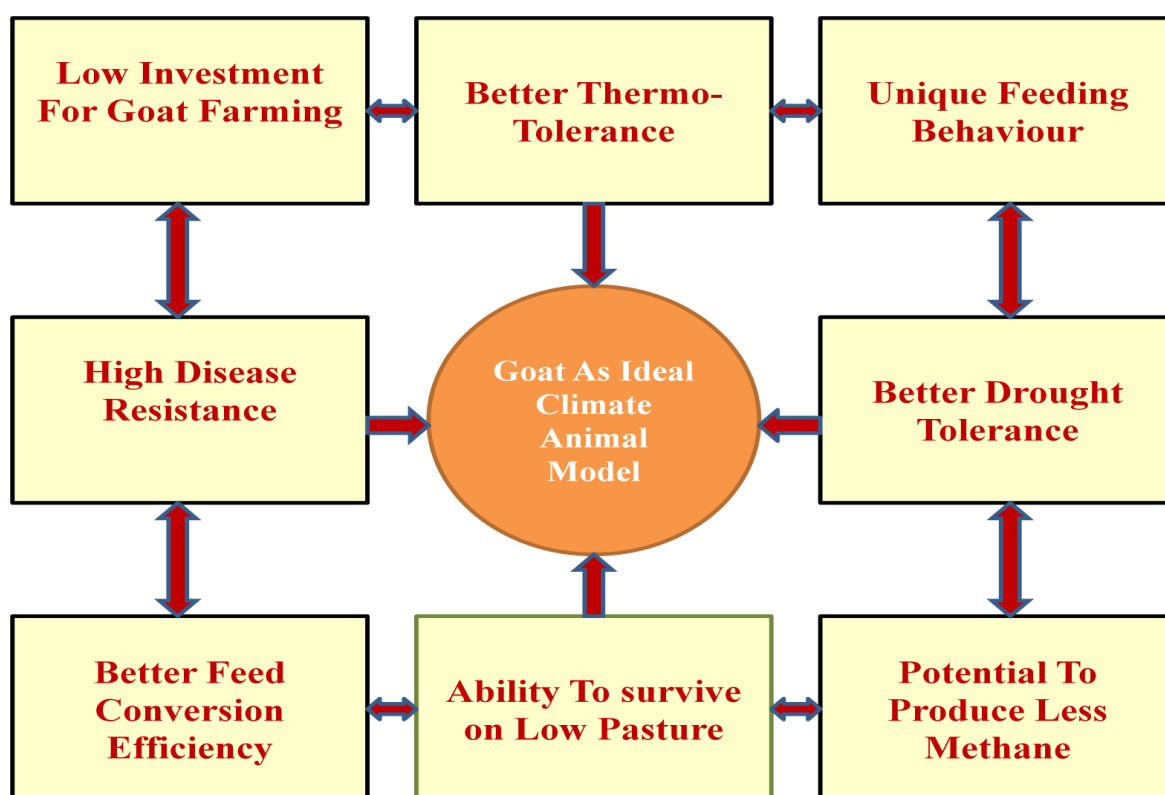 Low Investment
For Goat Farming
Better Thermo-
Tolerance
Unique Feeding
Behaviour
High Disease
Resistance
Goat As Ideal
Climate
Animal
Model
Better Drought
Tolerance
Better Feed
Conversion
Efficiency
Ability To survive
on Low Pasture
Potential To
Produce Less
Methane